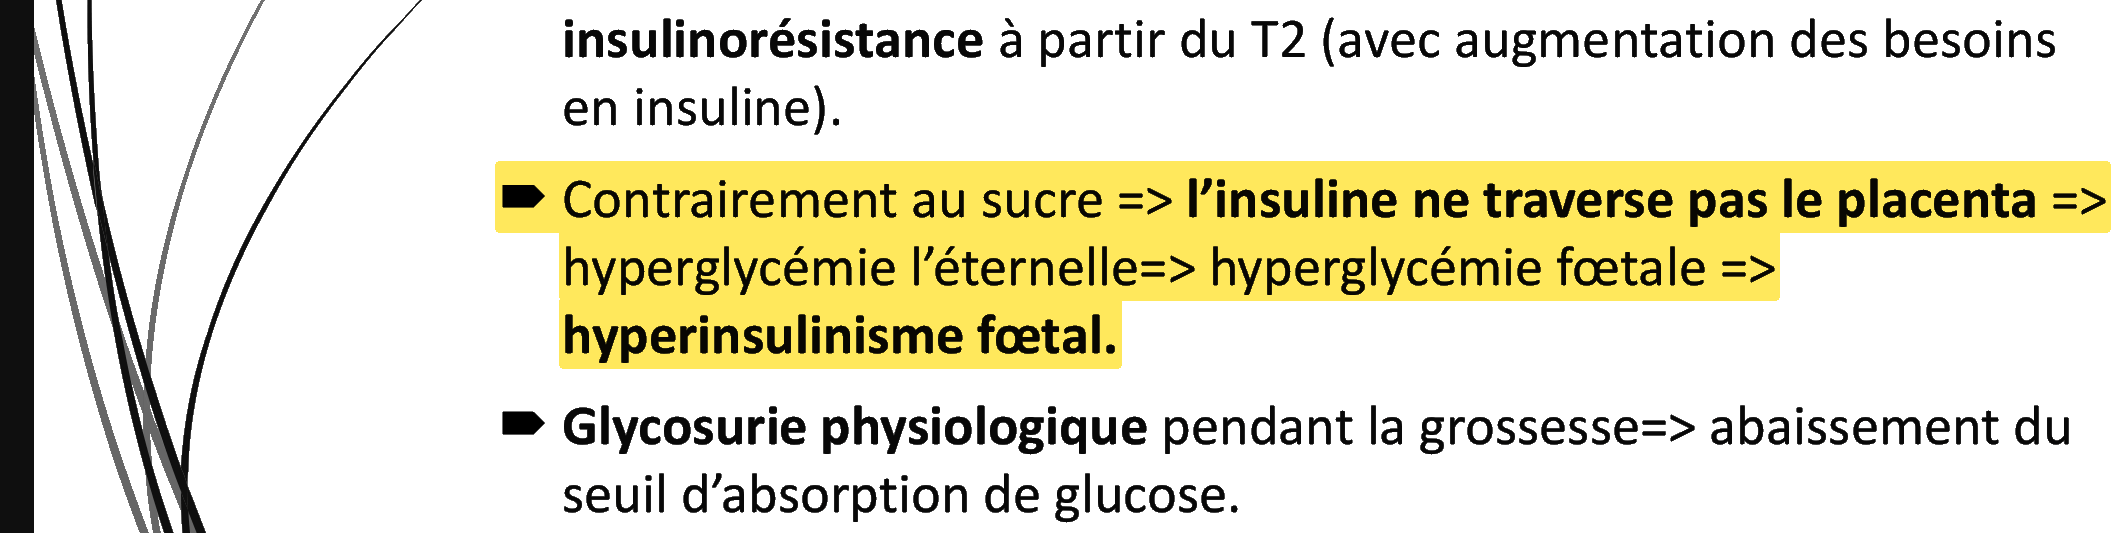 insulinorésistance à partir du T2 (avec augmentation des besoins
en insuline).
Contrairement au sucre => l’insuline ne traverse pas le placenta =>
hyperglycémie l’éternelle=> hyperglycémie fœtale =>
hyperinsulinisme fœtal.
Glycosurie physiologique pendant la grossesse=> abaissement du
seuil d’absorption de glucose.